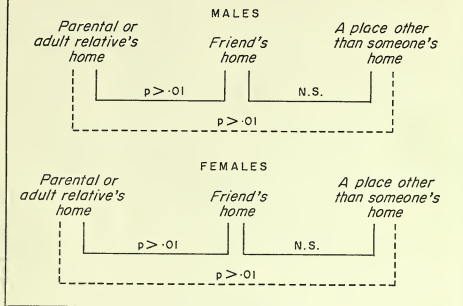 MALES
Parental or adult relative's home
Friend's home
A place other than someone's home
p > ·01
N.S.
p > ·01
FEMALES
Parental or adult relative's home
Friend's home
A place other than someone's home
p > ·01
N.S.
p > ·01